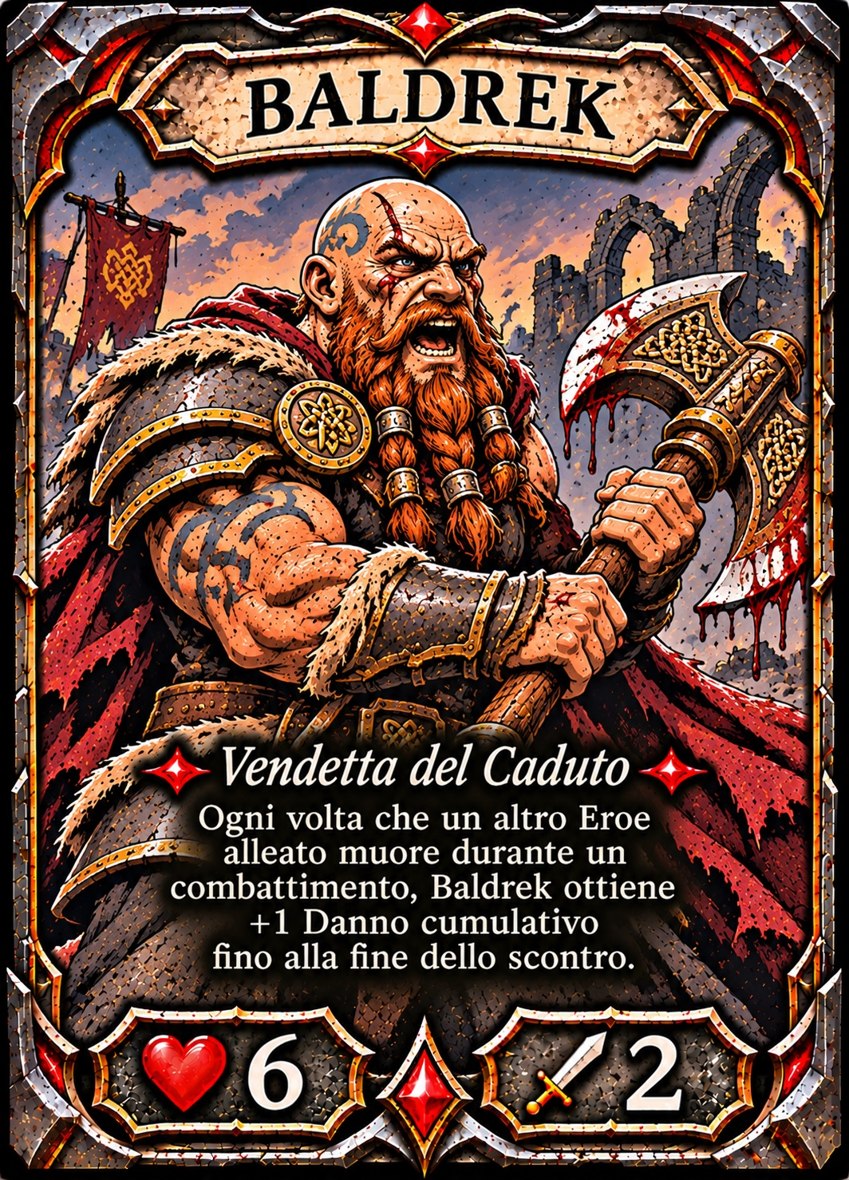 BALDREK
Vendetta del Caduto
Ogni volta che un altro Eroe
alleato muore durante un
combattimento, Baldrek ottiene
+1 Danno cumulativo
fino alla fine dello scontro.
6
2